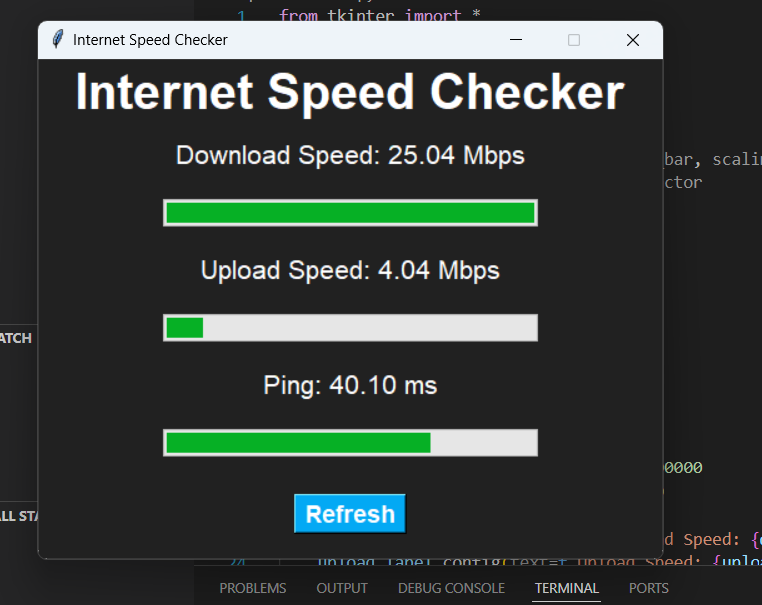 1 from tkinter import *
Internet Speed Checker
Internet Speed Checker
Download Speed: 25.04 Mbps
bar, scalin
ctor
Upload Speed: 4.04 Mbps
ATCH
Ping: 40.10 ms
00000
Refresh
ALL STA
d Speed: {
24 upload_label.config(text=f"Upload Speed: {uplo
PROBLEMS OUTPUT DEBUG CONSOLE TERMINAL PORTS